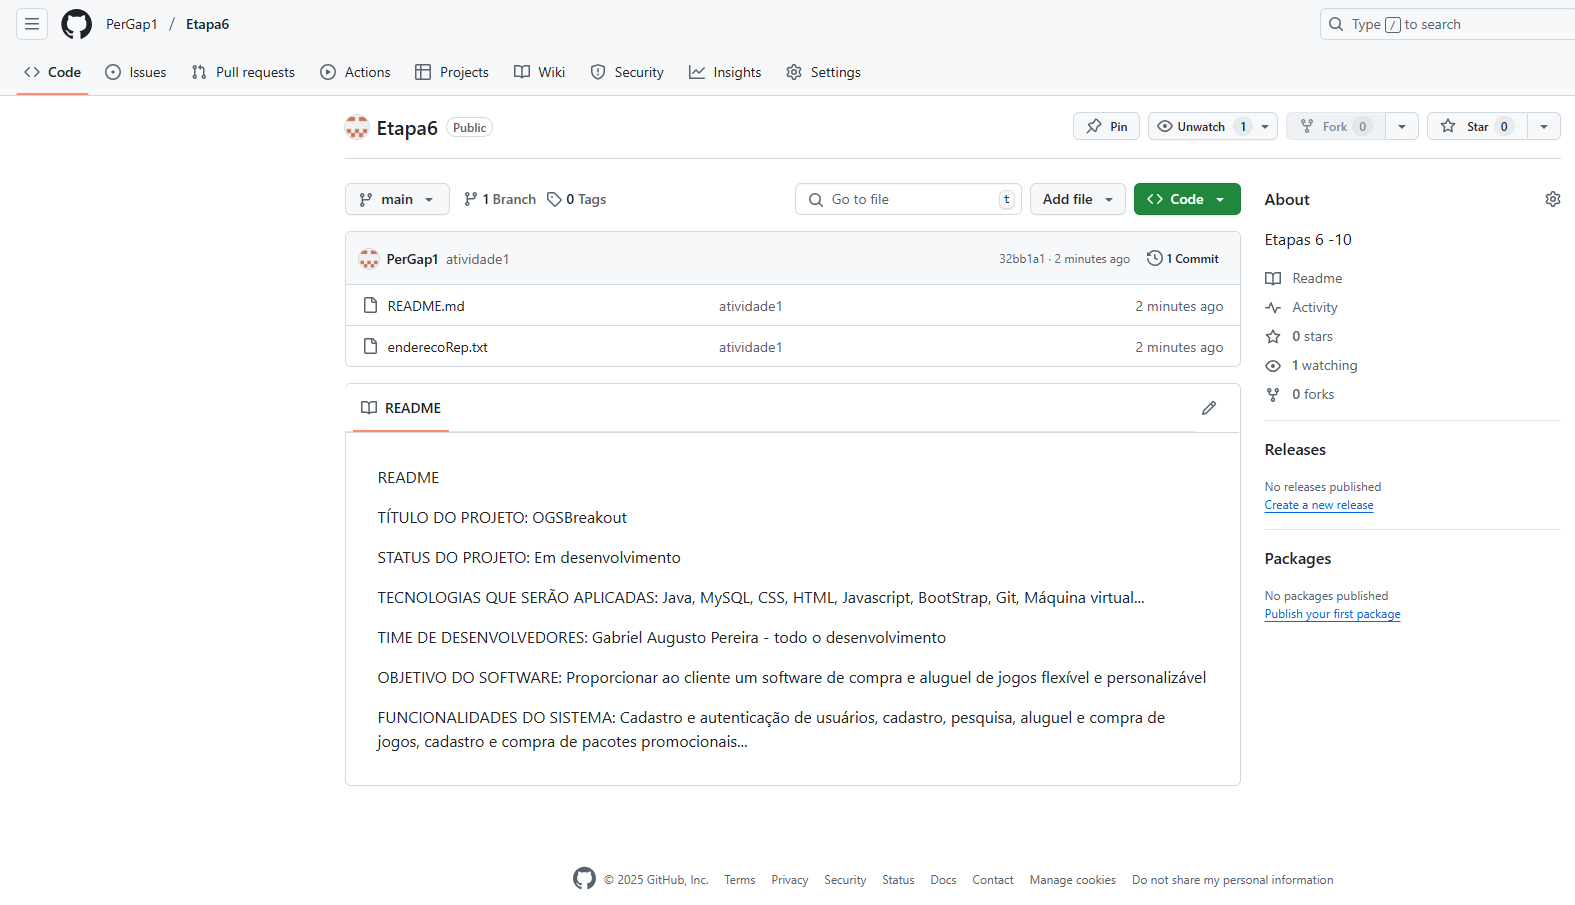 PerGap1 / Etapa6
Type / to search
Code Issues Pull requests Actions Projects Wiki Security Insights Settings
Etapa6 Public
Pin Unwatch 1 Fork 0 Star 0
main 1 Branch 0 Tags Go to file t Add file Code
PerGap1 atividade1 32bb1a1 · 2 minutes ago 1 Commit
README.md atividade1 2 minutes ago
enderecoRep.txt atividade1 2 minutes ago
README
README
TÍTULO DO PROJETO: OGSBreakout
STATUS DO PROJETO: Em desenvolvimento
TECNOLOGIAS QUE SERÃO APLICADAS: Java, MySQL, CSS, HTML, Javascript, BootStrap, Git, Máquina virtual...
TIME DE DESENVOLVEDORES: Gabriel Augusto Pereira - todo o desenvolvimento
OBJETIVO DO SOFTWARE: Proporcionar ao cliente um software de compra e aluguel de jogos flexível e personalizável
FUNCIONALIDADES DO SISTEMA: Cadastro e autenticação de usuários, cadastro, pesquisa, aluguel e compra de
jogos, cadastro e compra de pacotes promocionais...
About
Etapas 6 -10
Readme
Activity
0 stars
1 watching
0 forks
Releases
No releases published
Create a new release
Packages
No packages published
Publish your first package
© 2025 GitHub, Inc. Terms Privacy Security Status Docs Contact Manage cookies Do not share my personal information